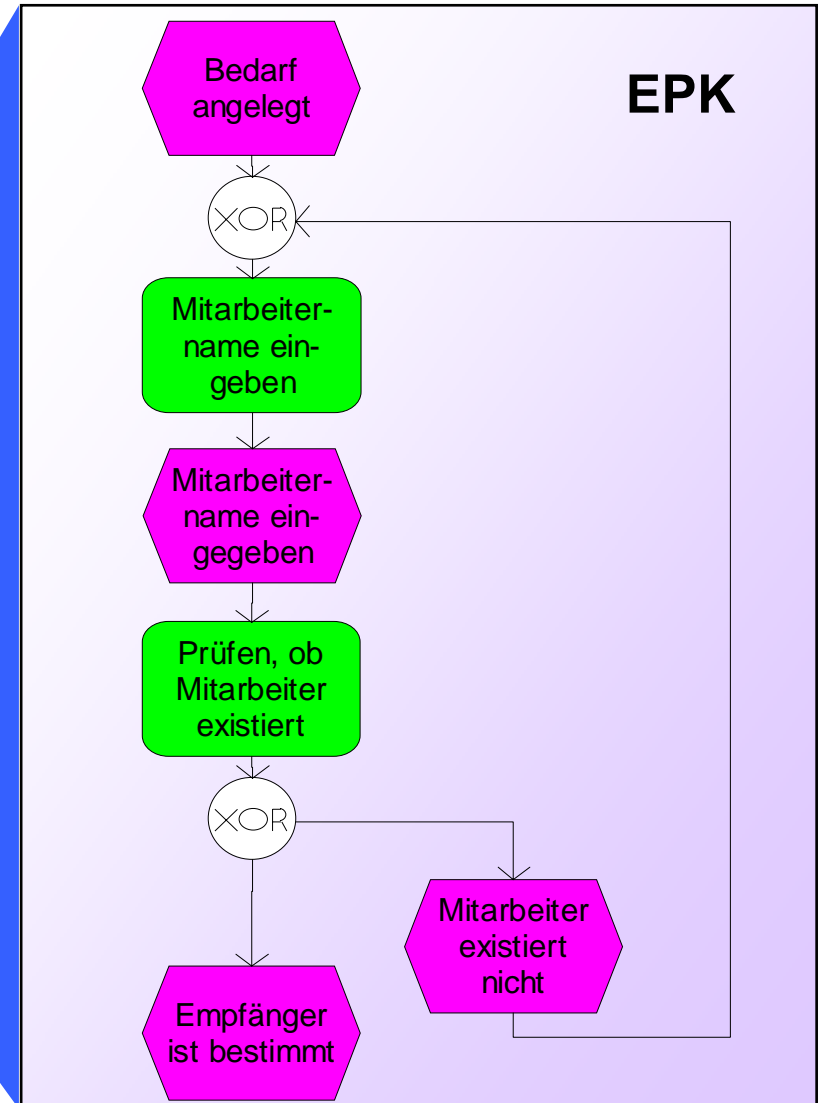 Bedarf
angelegt
EPK
XOR
Mitarbeiter-
name ein-
geben
Mitarbeiter-
name ein-
gegeben
Prüfen, ob
Mitarbeiter
existiert
XOR
Mitarbeiter
existiert
nicht
Empfänger
ist bestimmt